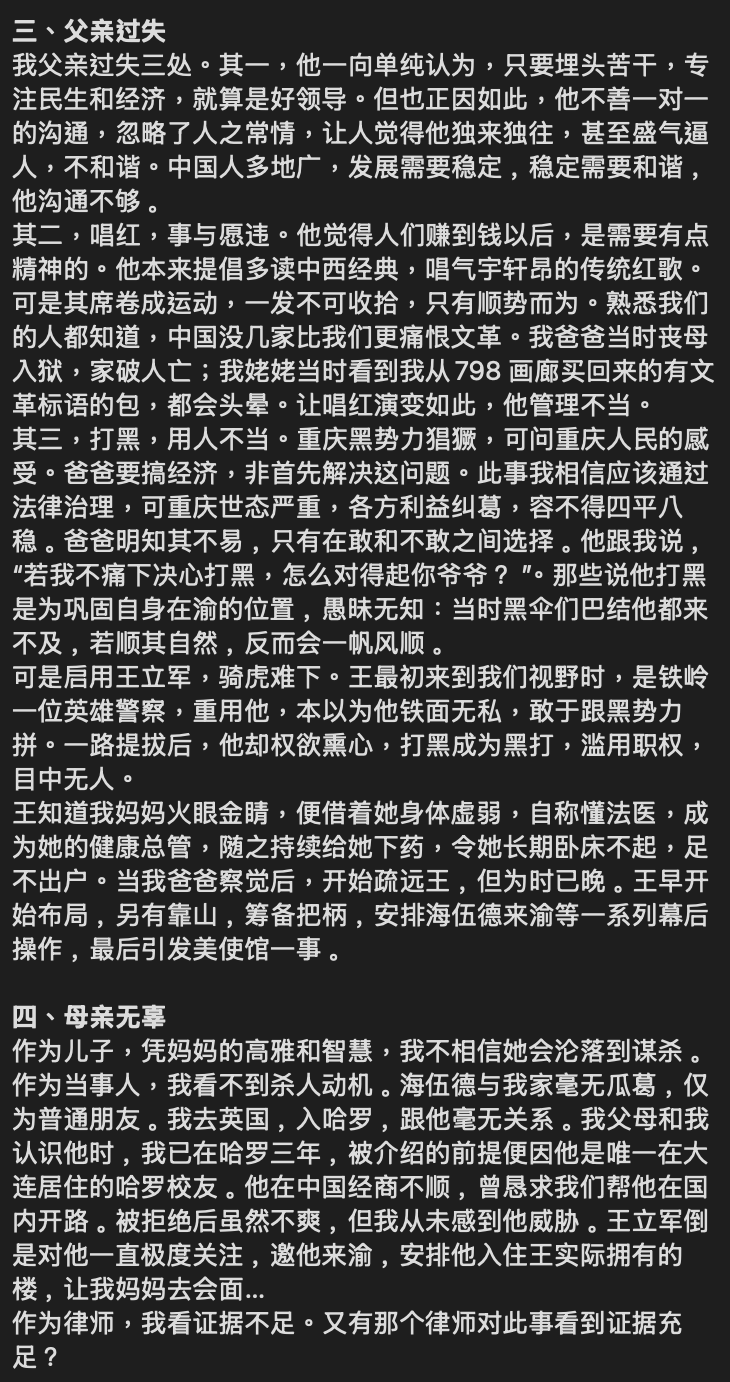 三、父亲过失
我父亲过失三处。其一，他一向单纯认为，只要埋头苦干，专
注民生和经济，就算是好领导。但也正因如此，他不善一对一
的沟通，忽略了人之常情，让人觉得他独来独往，甚至盛气逼
人，不和谐。中国人多地广，发展需要稳定，稳定需要和谐，
他沟通不够。
其二，唱红，事与愿违。他觉得人们赚到钱以后，是需要有点
精神的。他本来提倡多读中西经典，唱气宇轩昂的传统红歌。
可是其席卷成运动，一发不可收拾，只有顺势而为。熟悉我们
的人都知道，中国没几家比我们更痛恨文革。我爸爸当时丧母
入狱，家破人亡；我姥姥当时看到我从798 画廊买回来的有文
革标语的包，都会头晕。让唱红演变如此，他管理不当。
其三，打黑，用人不当。重庆黑势力猖獗，可问重庆人民的感
受。爸爸要搞经济，非首先解决这问题。此事我相信应该通过
法律治理，可重庆世态严重，各方利益纠葛，容不得四平八
稳。爸爸明知其不易，只有在敢和不敢之间选择。他跟我说，
“若我不痛下决心打黑，怎么对得起你爷爷？ ”。那些说他打黑
是为巩固自身在渝的位置，愚昧无知：当时黑伞们巴结他都来
不及，若顺其自然，反而会一帆风顺。
可是启用王立军，骑虎难下。王最初来到我们视野时，是铁岭
一位英雄警察，重用他，本以为他铁面无私，敢于跟黑势力
拼。一路提拔后，他却权欲熏心，打黑成为黑打，滥用职权，
目中无人。
王知道我妈妈火眼金睛，便借着她身体虚弱，自称懂法医，成
为她的健康总管，随之持续给她下药，令她长期卧床不起，足
不出户。当我爸爸察觉后，开始疏远王，但为时已晚。王早开
始布局，另有靠山，筹备把柄，安排海伍德来渝等一系列幕后
操作，最后引发美使馆一事。
四、母亲无辜
作为儿子，凭妈妈的高雅和智慧，我不相信她会沦落到谋杀。
作为当事人，我看不到杀人动机。海伍德与我家毫无瓜葛，仅
为普通朋友。我去英国，入哈罗，跟他毫无关系。我父母和我
认识他时，我已在哈罗三年，被介绍的前提便因他是唯一在大
连居住的哈罗校友。他在中国经商不顺，曾恳求我们帮他在国
内开路。被拒绝后虽然不爽，但我从未感到他威胁。王立军倒
是对他一直极度关注，邀他来渝，安排他入住王实际拥有的
楼，让我妈妈去会面...
作为律师，我看证据不足。又有那个律师对此事看到证据充
足？